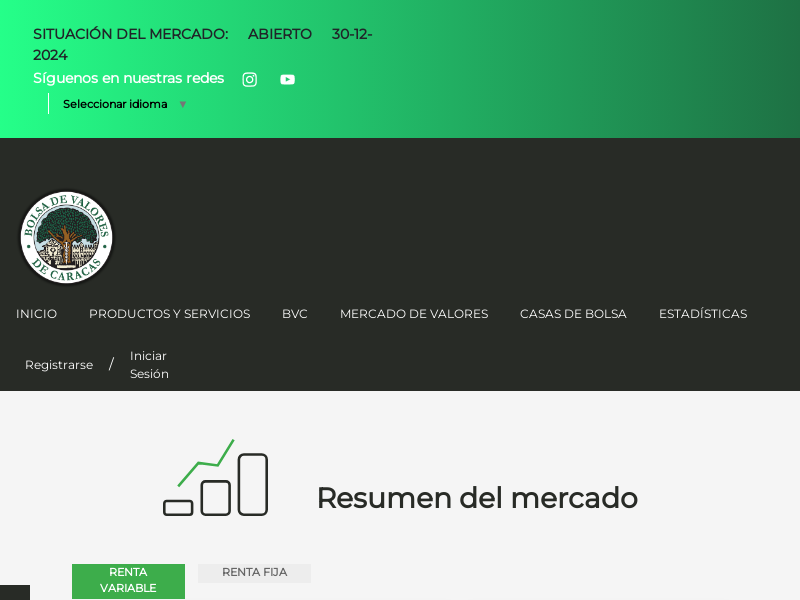 SITUACIÓN DEL MERCADO: ABIERTO 30-12-
2024
Síguenos en nuestras redes
Seleccionar idioma ▼
BOLSA DE VALORES
DE CARACAS
INICIO PRODUCTOS Y SERVICIOS BVC MERCADO DE VALORES CASAS DE BOLSA ESTADÍSTICAS
Registrarse / Iniciar
Sesión
Resumen del mercado
RENTA
VARIABLE
RENTA FIJA